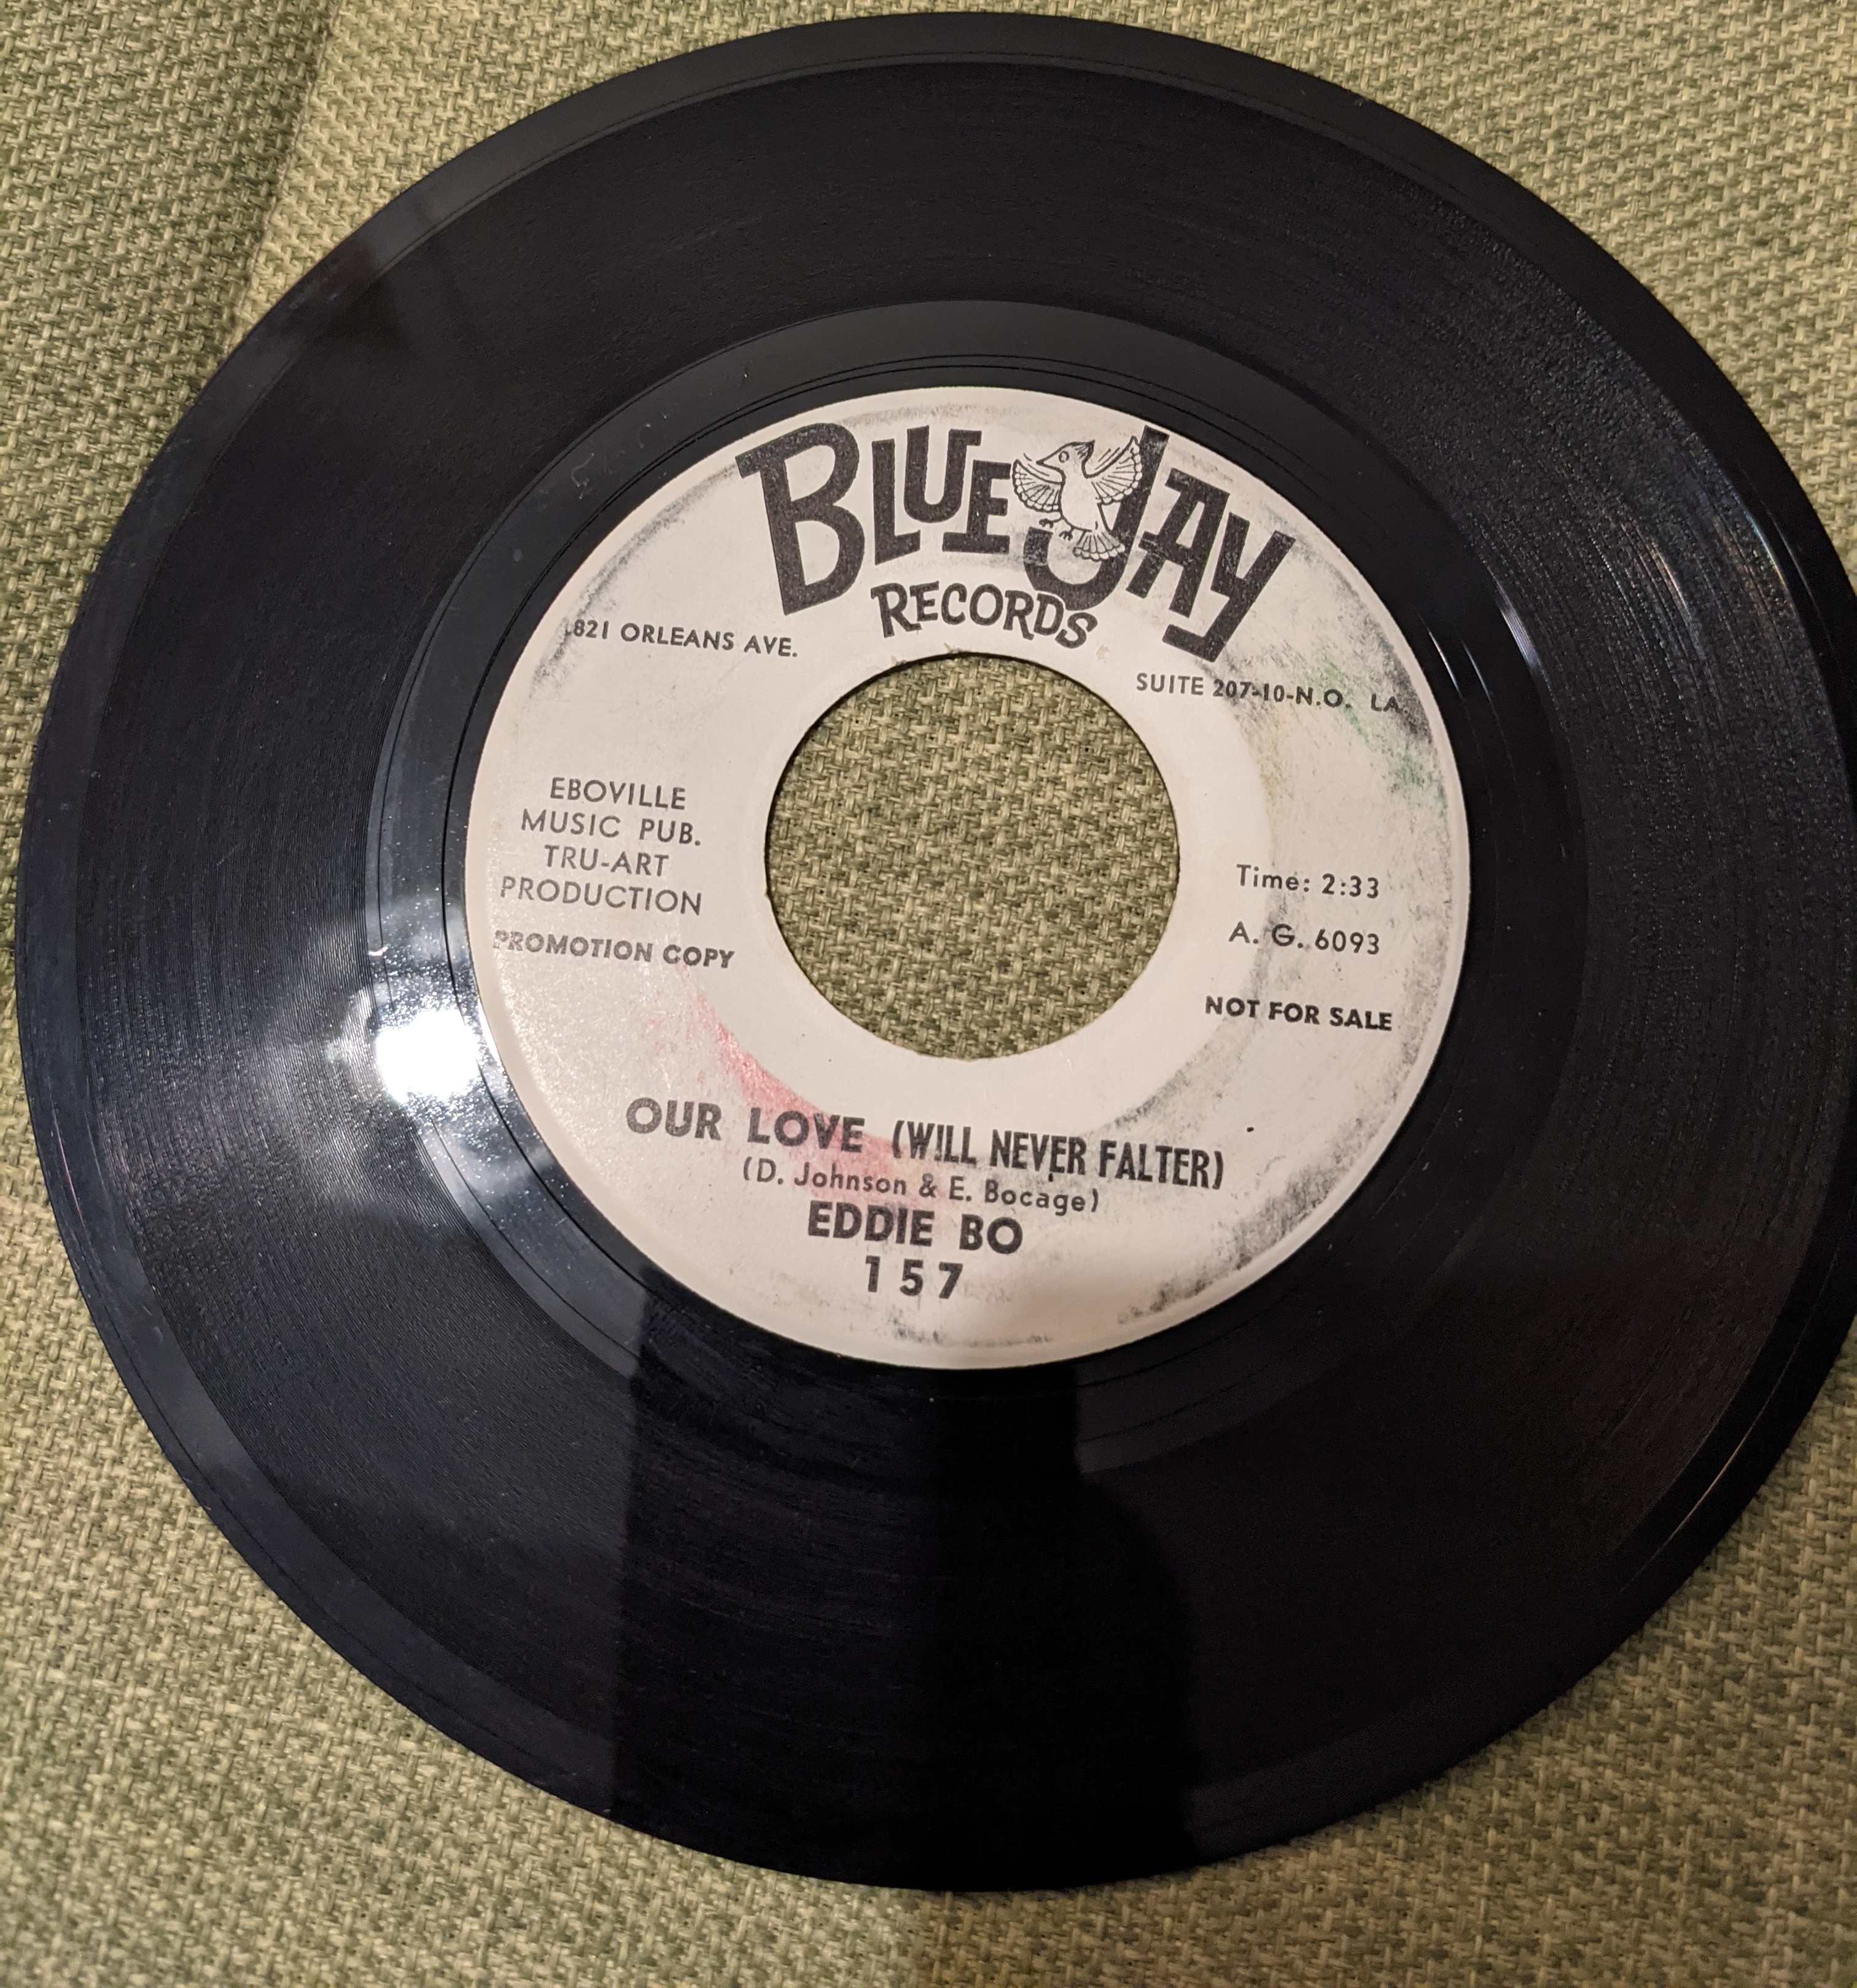 BLUE JAY
RECORDS
821 ORLEANS AVE.
SUITE 207-10-N.O. LA.
EBOVILLE
MUSIC PUB.
TRU-ART
PRODUCTION
PROMOTION COPY
Time: 2:33
A. G. 6093
NOT FOR SALE
OUR LOVE (WILL NEVER FALTER)
(D. Johnson & E. Bocage)
EDDIE BO
157